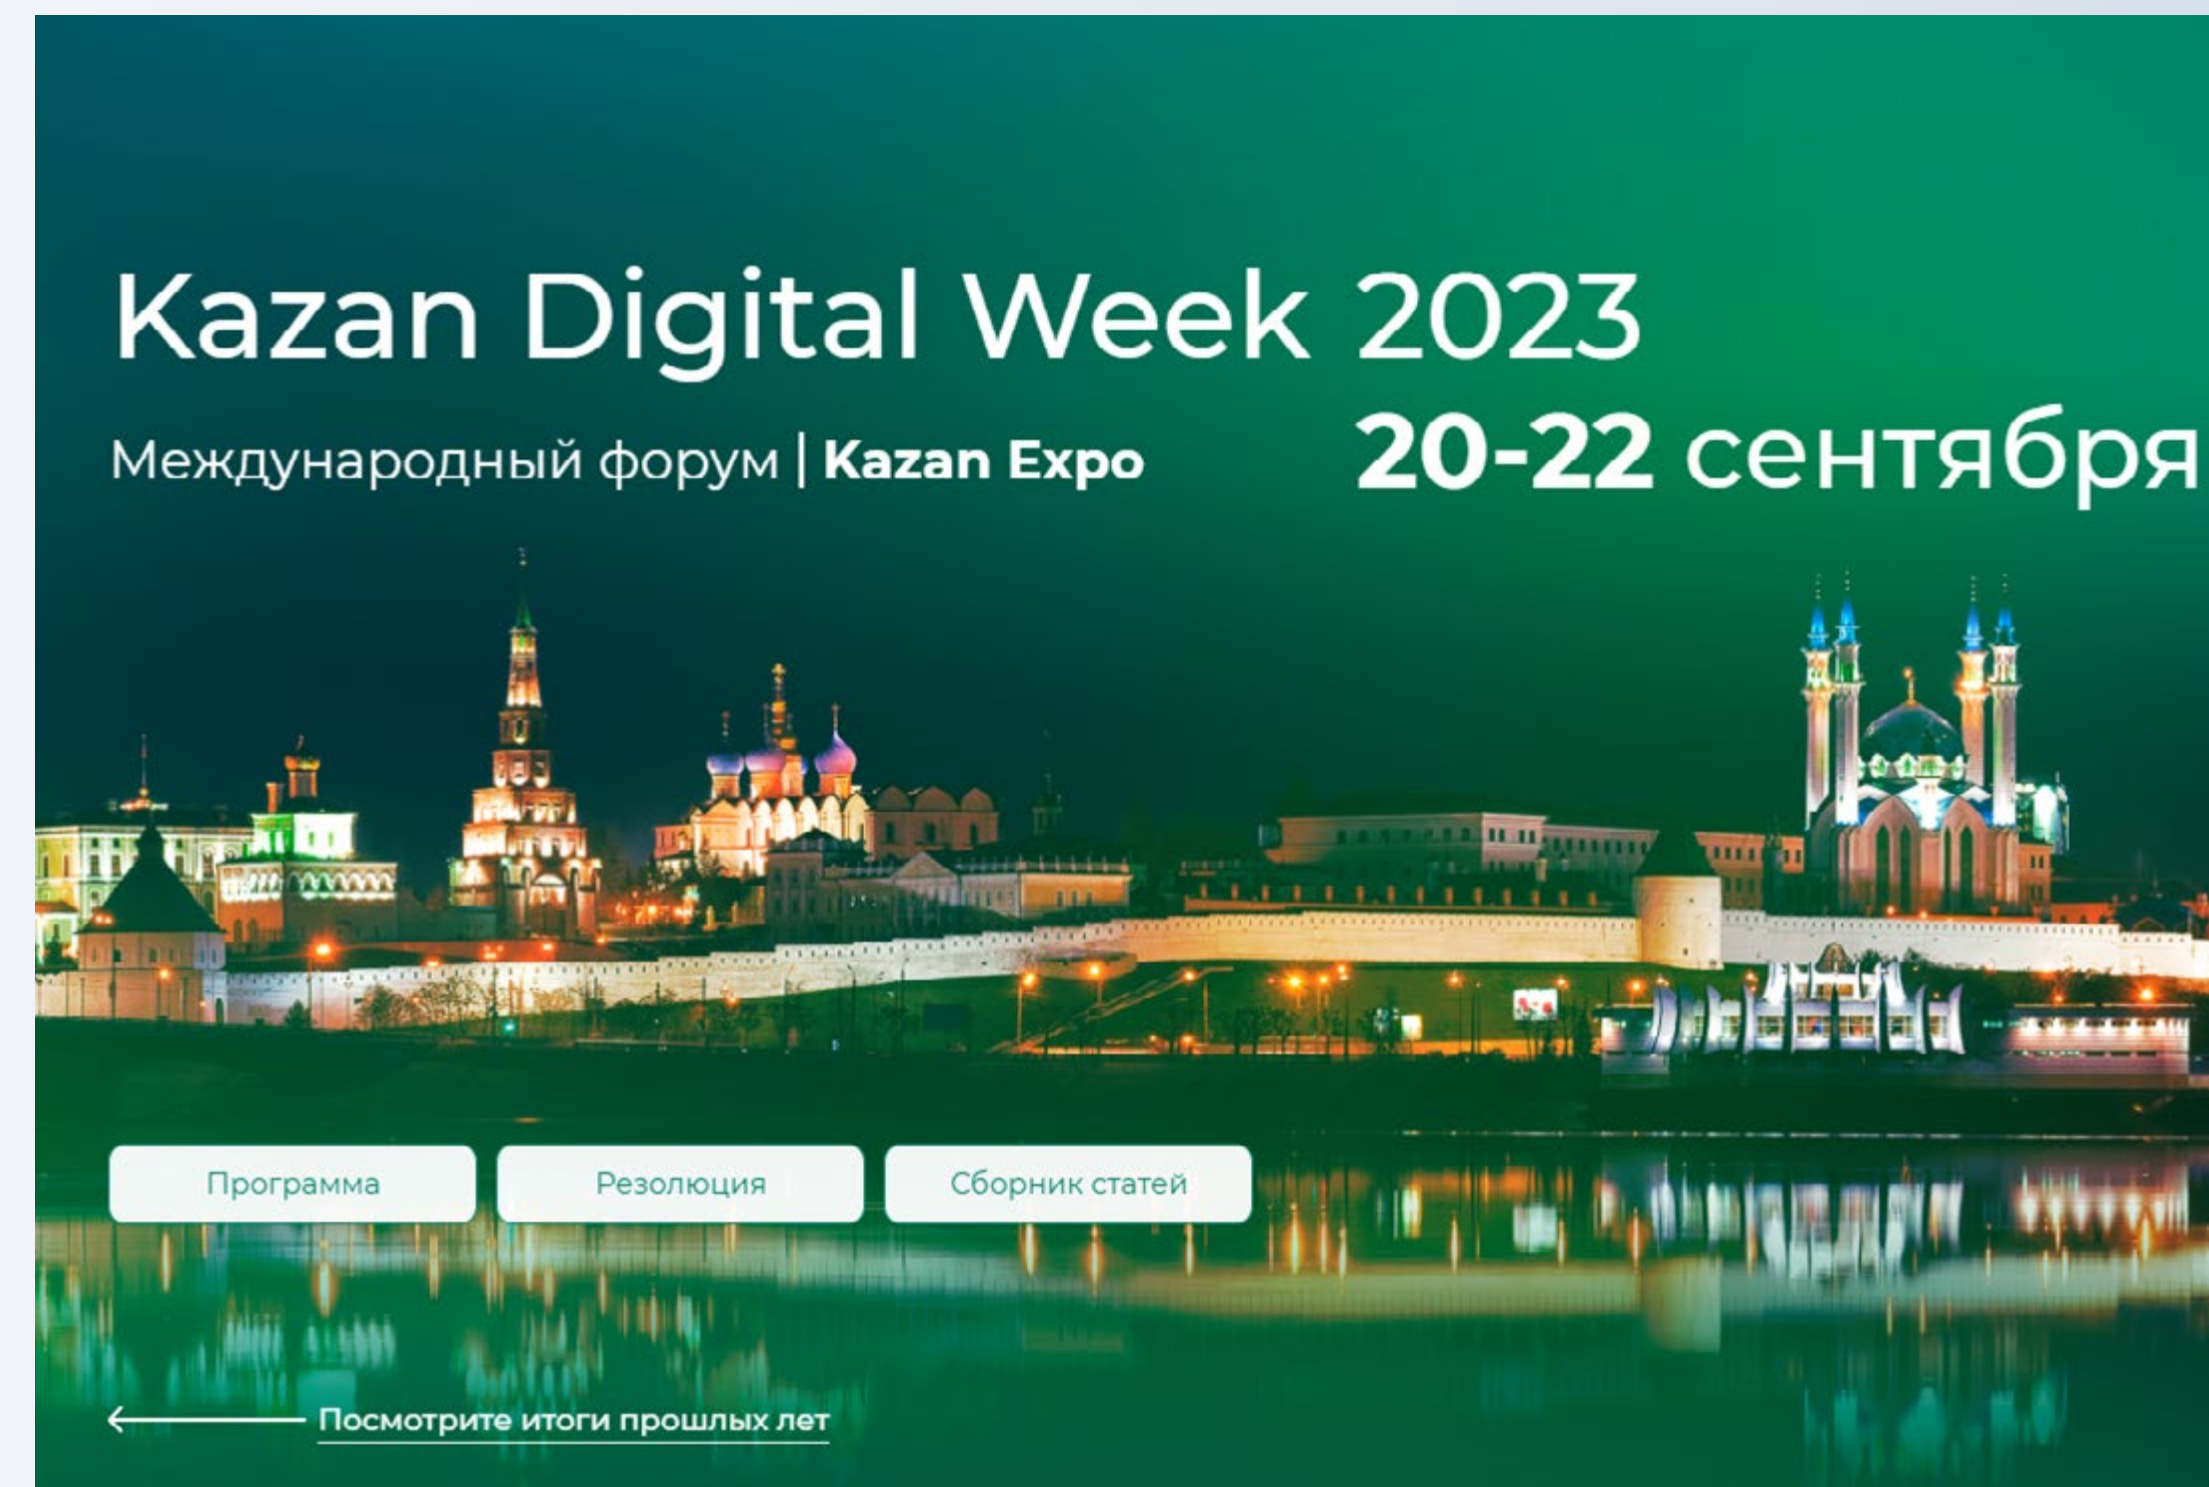 Kazan Digital Week 2023
Международный форум | Kazan Expo
20-22 сентября
Программа
Резолюция
Сборник статей
Посмотрите итоги прошлых лет